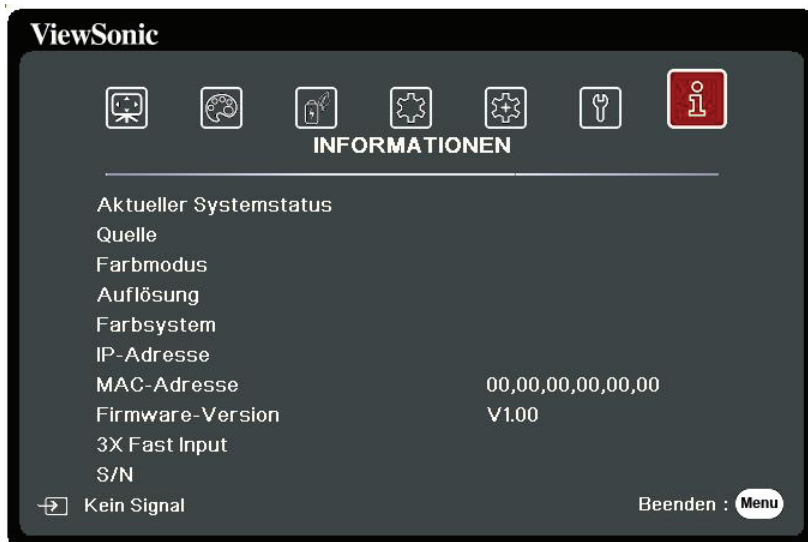 ViewSonic
INFORMATIONEN
Aktueller Systemstatus
Quelle
Farbmodus
Auflösung
Farbsystem
IP-Adresse
MAC-Adresse 00,00,00,00,00,00
Firmware-Version V1.00
3X Fast Input
S/N
Kein Signal Beenden : Menu